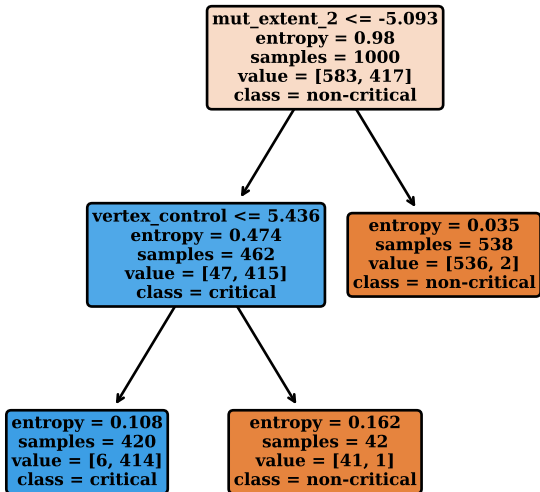 mut_extent_2 <= -5.093
entropy = 0.98
samples = 1000
value = [583, 417]
class = non-critical
vertex_control <= 5.436
entropy = 0.474
samples = 462
value = [47, 415]
class = critical
entropy = 0.035
samples = 538
value = [536, 2]
class = non-critical
entropy = 0.108
samples = 420
value = [6, 414]
class = critical
entropy = 0.162
samples = 42
value = [41, 1]
class = non-critical